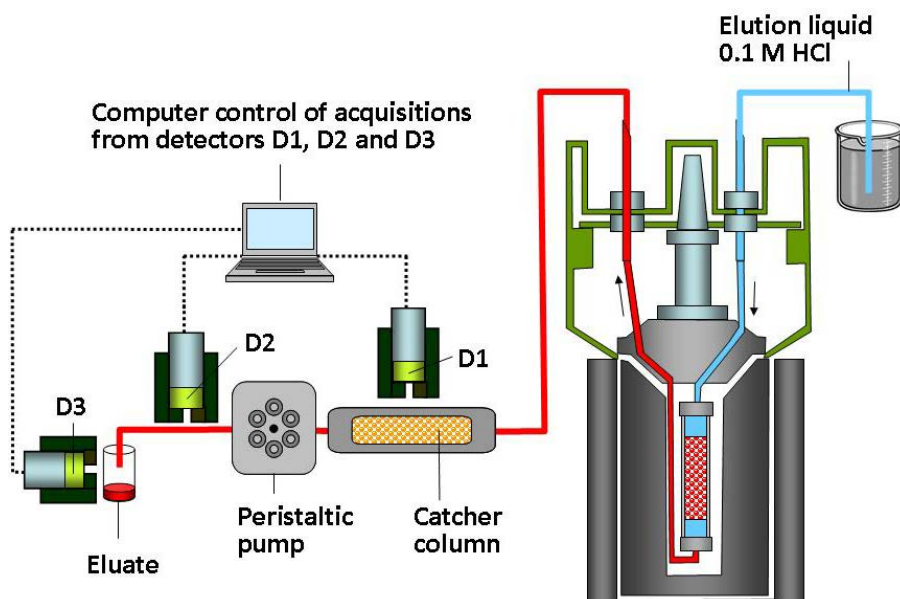 Elution liquid
0.1 M HCl
Computer control of acquisitions
from detectors D1, D2 and D3
D2
D1
D3
Peristaltic
pump
Catcher
column
Eluate